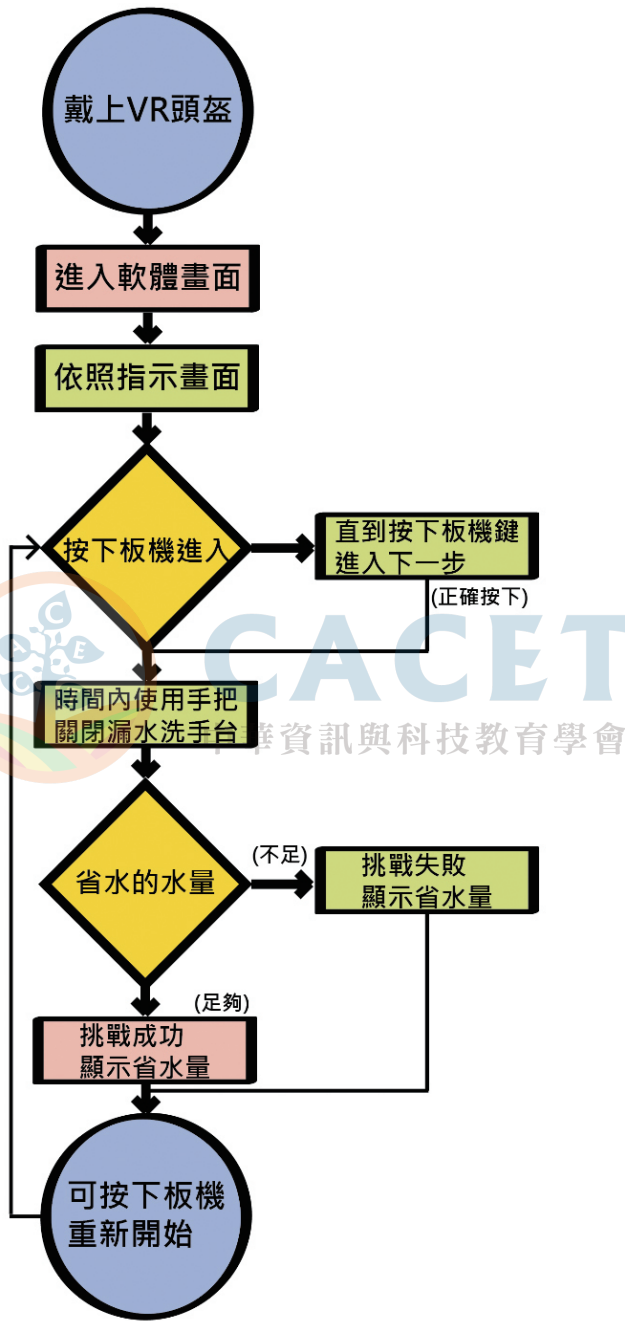 戴上VR頭盔
進入軟體畫面
依照指示畫面
按下板機進入
直到按下板機鍵
進入下一步
(正確按下)
CACET
時間內使用手把
關閉漏水洗手台
中華資訊與科技教育學會
省水的水量
(不足)
挑戰失敗
顯示省水量
(足夠)
挑戰成功
顯示省水量
可按下板機
重新開始